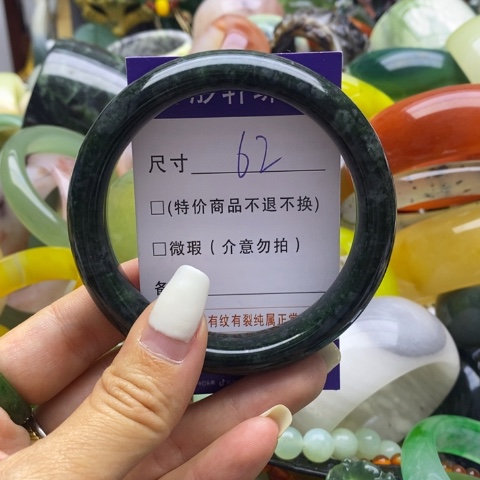 尺寸 62
□(特价商品不退不换)
□微瑕(介意勿拍)
有纹有裂纯属正常